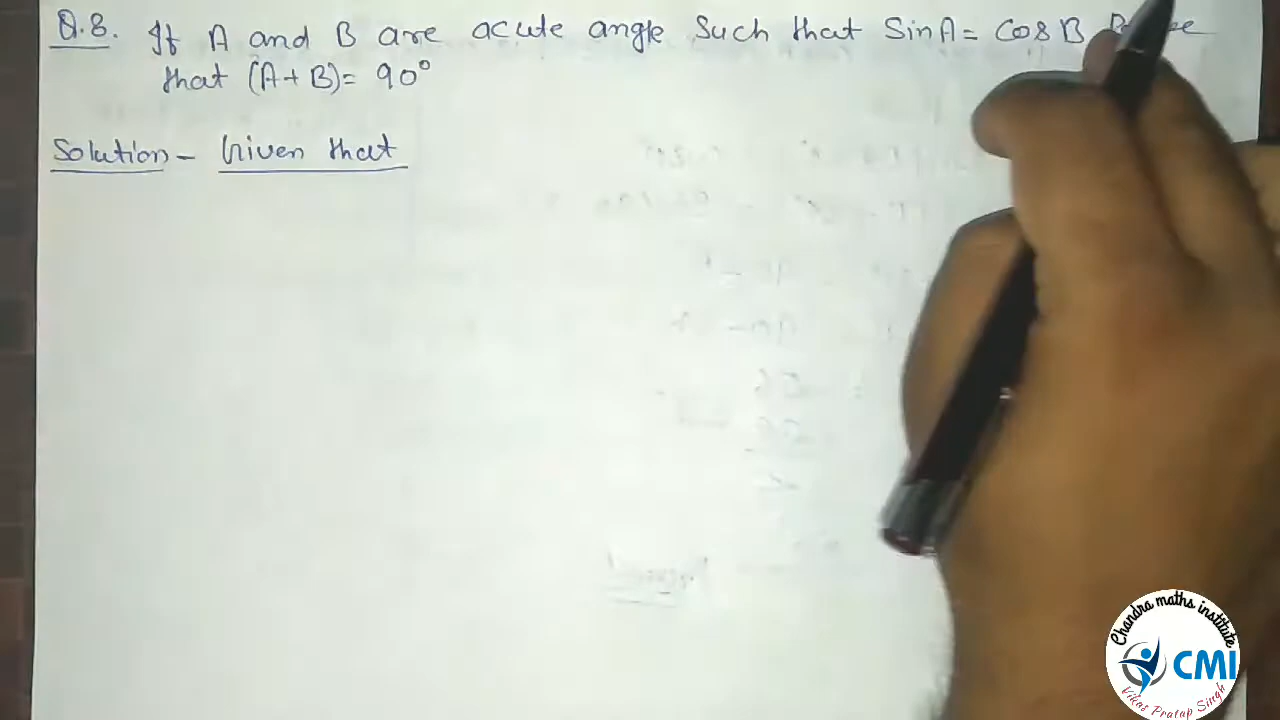 Q.8. If A and B are acute angle Such that SinA = CosB
that (A+B)= 90°
Solution - Given that
Chandra maths institute
CMI
Vikas Pratap Singh